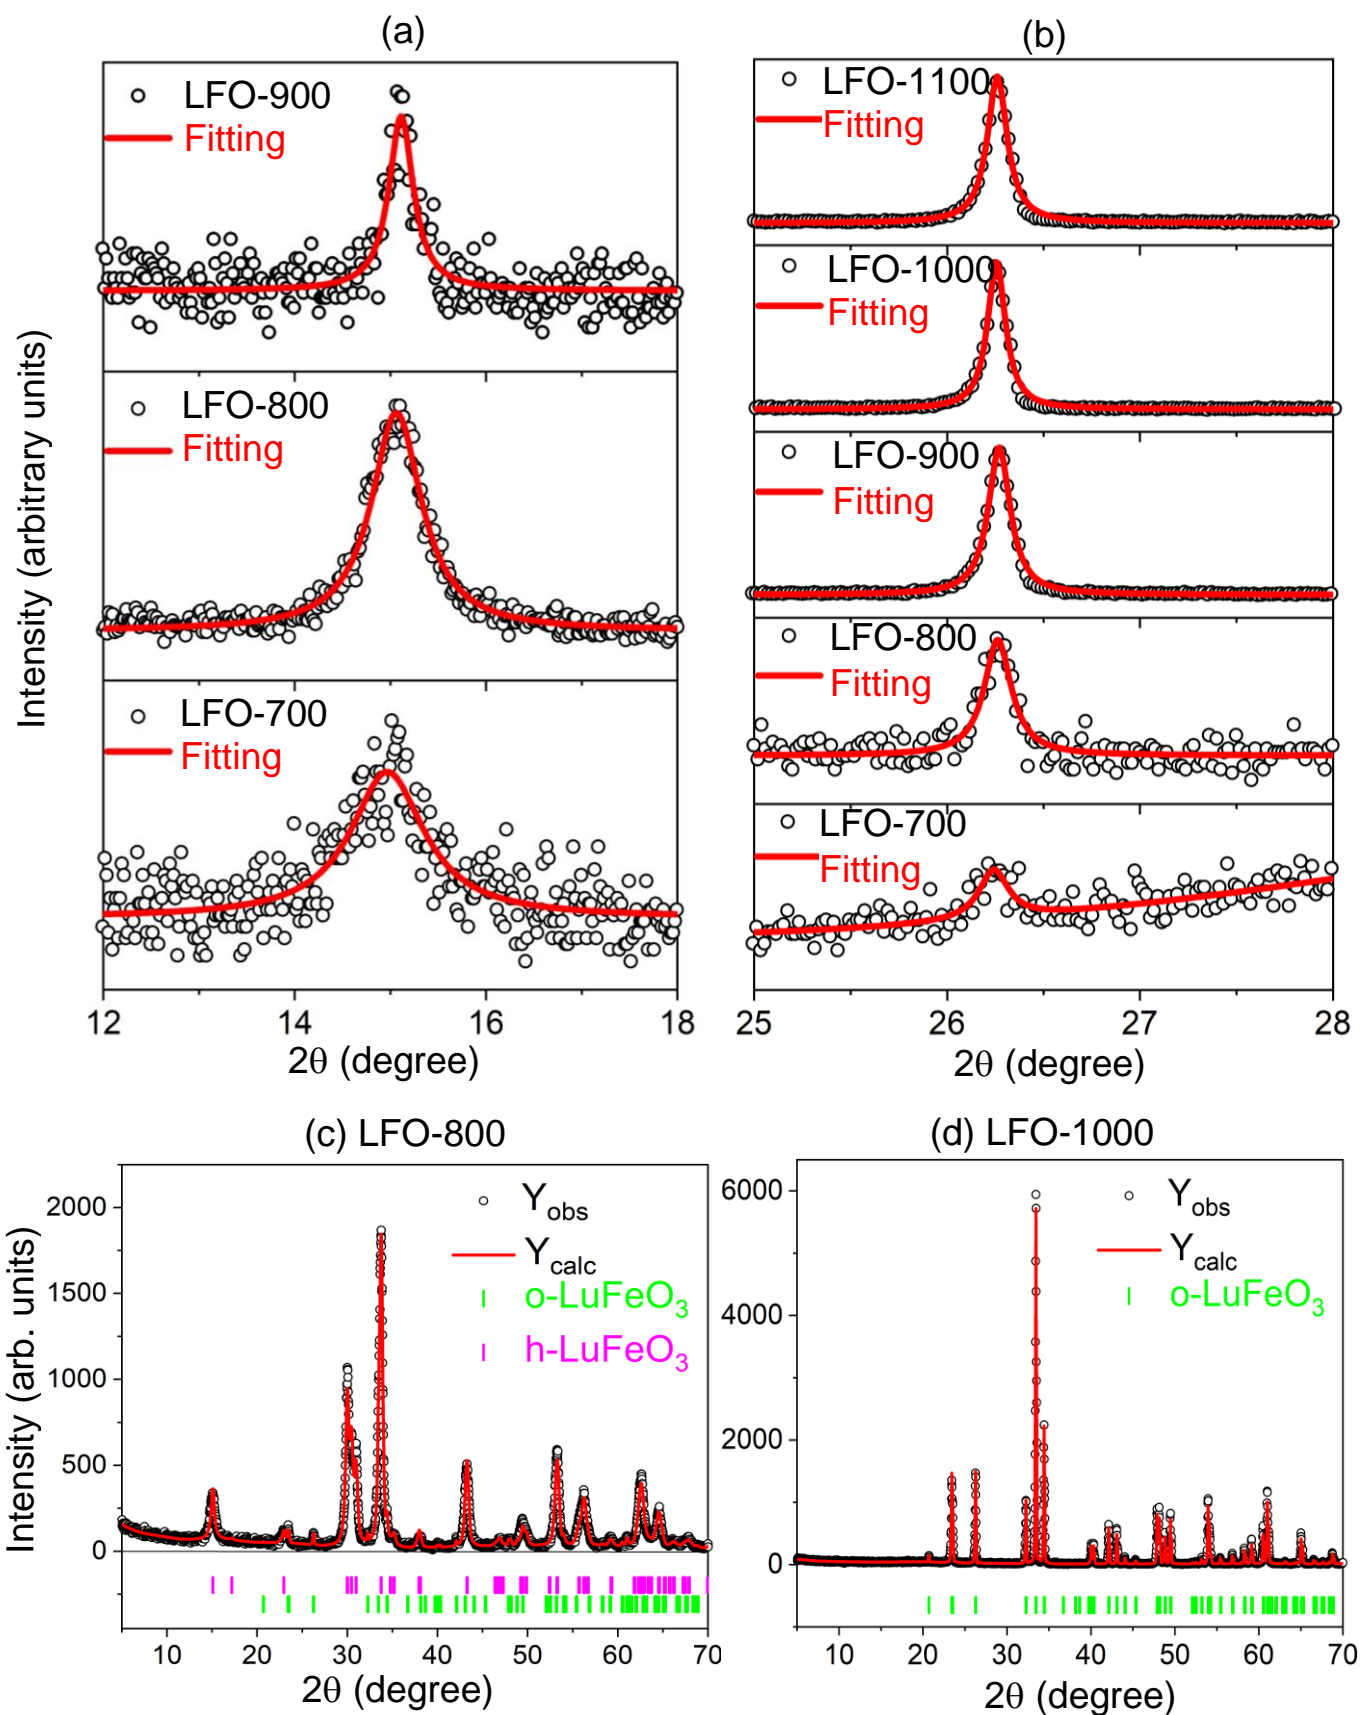 (a)
LFO-900
Fitting
LFO-800
Fitting
LFO-700
Fitting
12 14 16 18
2θ (degree)
Intensity (arbitrary units)
(b)
LFO-1100
Fitting
LFO-1000
Fitting
LFO-900
Fitting
LFO-800
Fitting
LFO-700
Fitting
25 26 27 28
2θ (degree)
(c) LFO-800
Y_obs
Y_calc
o-LuFeO₃
h-LuFeO₃
2000
1500
1000
500
0
10 20 30 40 50 60 70
2θ (degree)
Intensity (arb. units)
(d) LFO-1000
Y_obs
Y_calc
o-LuFeO₃
6000
4000
2000
0
10 20 30 40 50 60 70
2θ (degree)